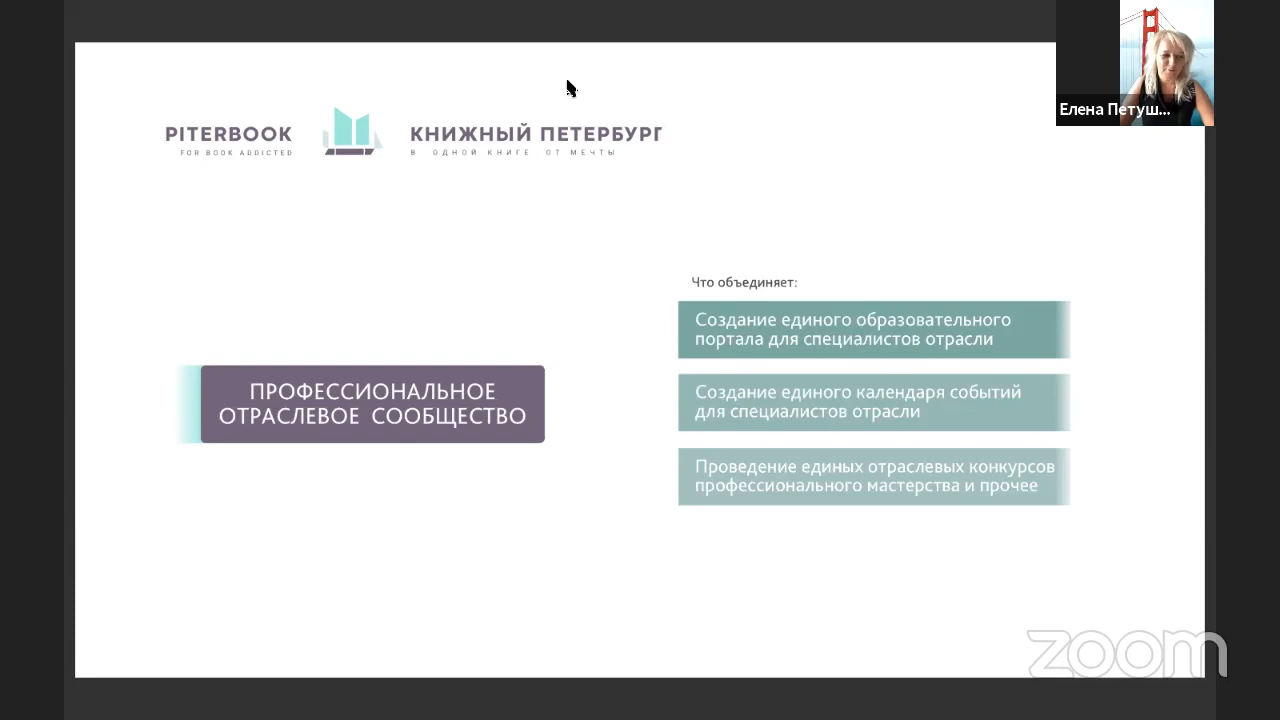 Елена Петуш...
PITERBOOK
FOR BOOK ADDICTED
КНИЖНЫЙ ПЕТЕРБУРГ
В ОДНОЙ КНИГЕ ОТ МЕЧТЫ
Что объединяет:
Создание единого образовательного
портала для специалистов отрасли
ПРОФЕССИОНАЛЬНОЕ
ОТРАСЛЕВОЕ СООБЩЕСТВО
Создание единого календаря событий
для специалистов отрасли
Проведение единых отраслевых конкурсов
профессионального мастерства и прочее
zoom